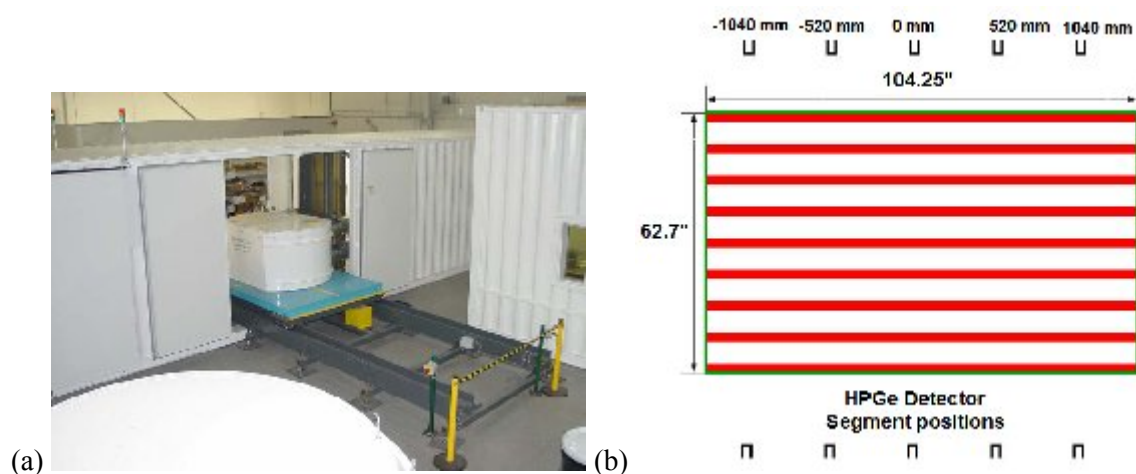 -1040 mm -520 mm 0 mm 520 mm 1040 mm
104.25"
62.7"
HPGe Detector
Segment positions
(a) (b)